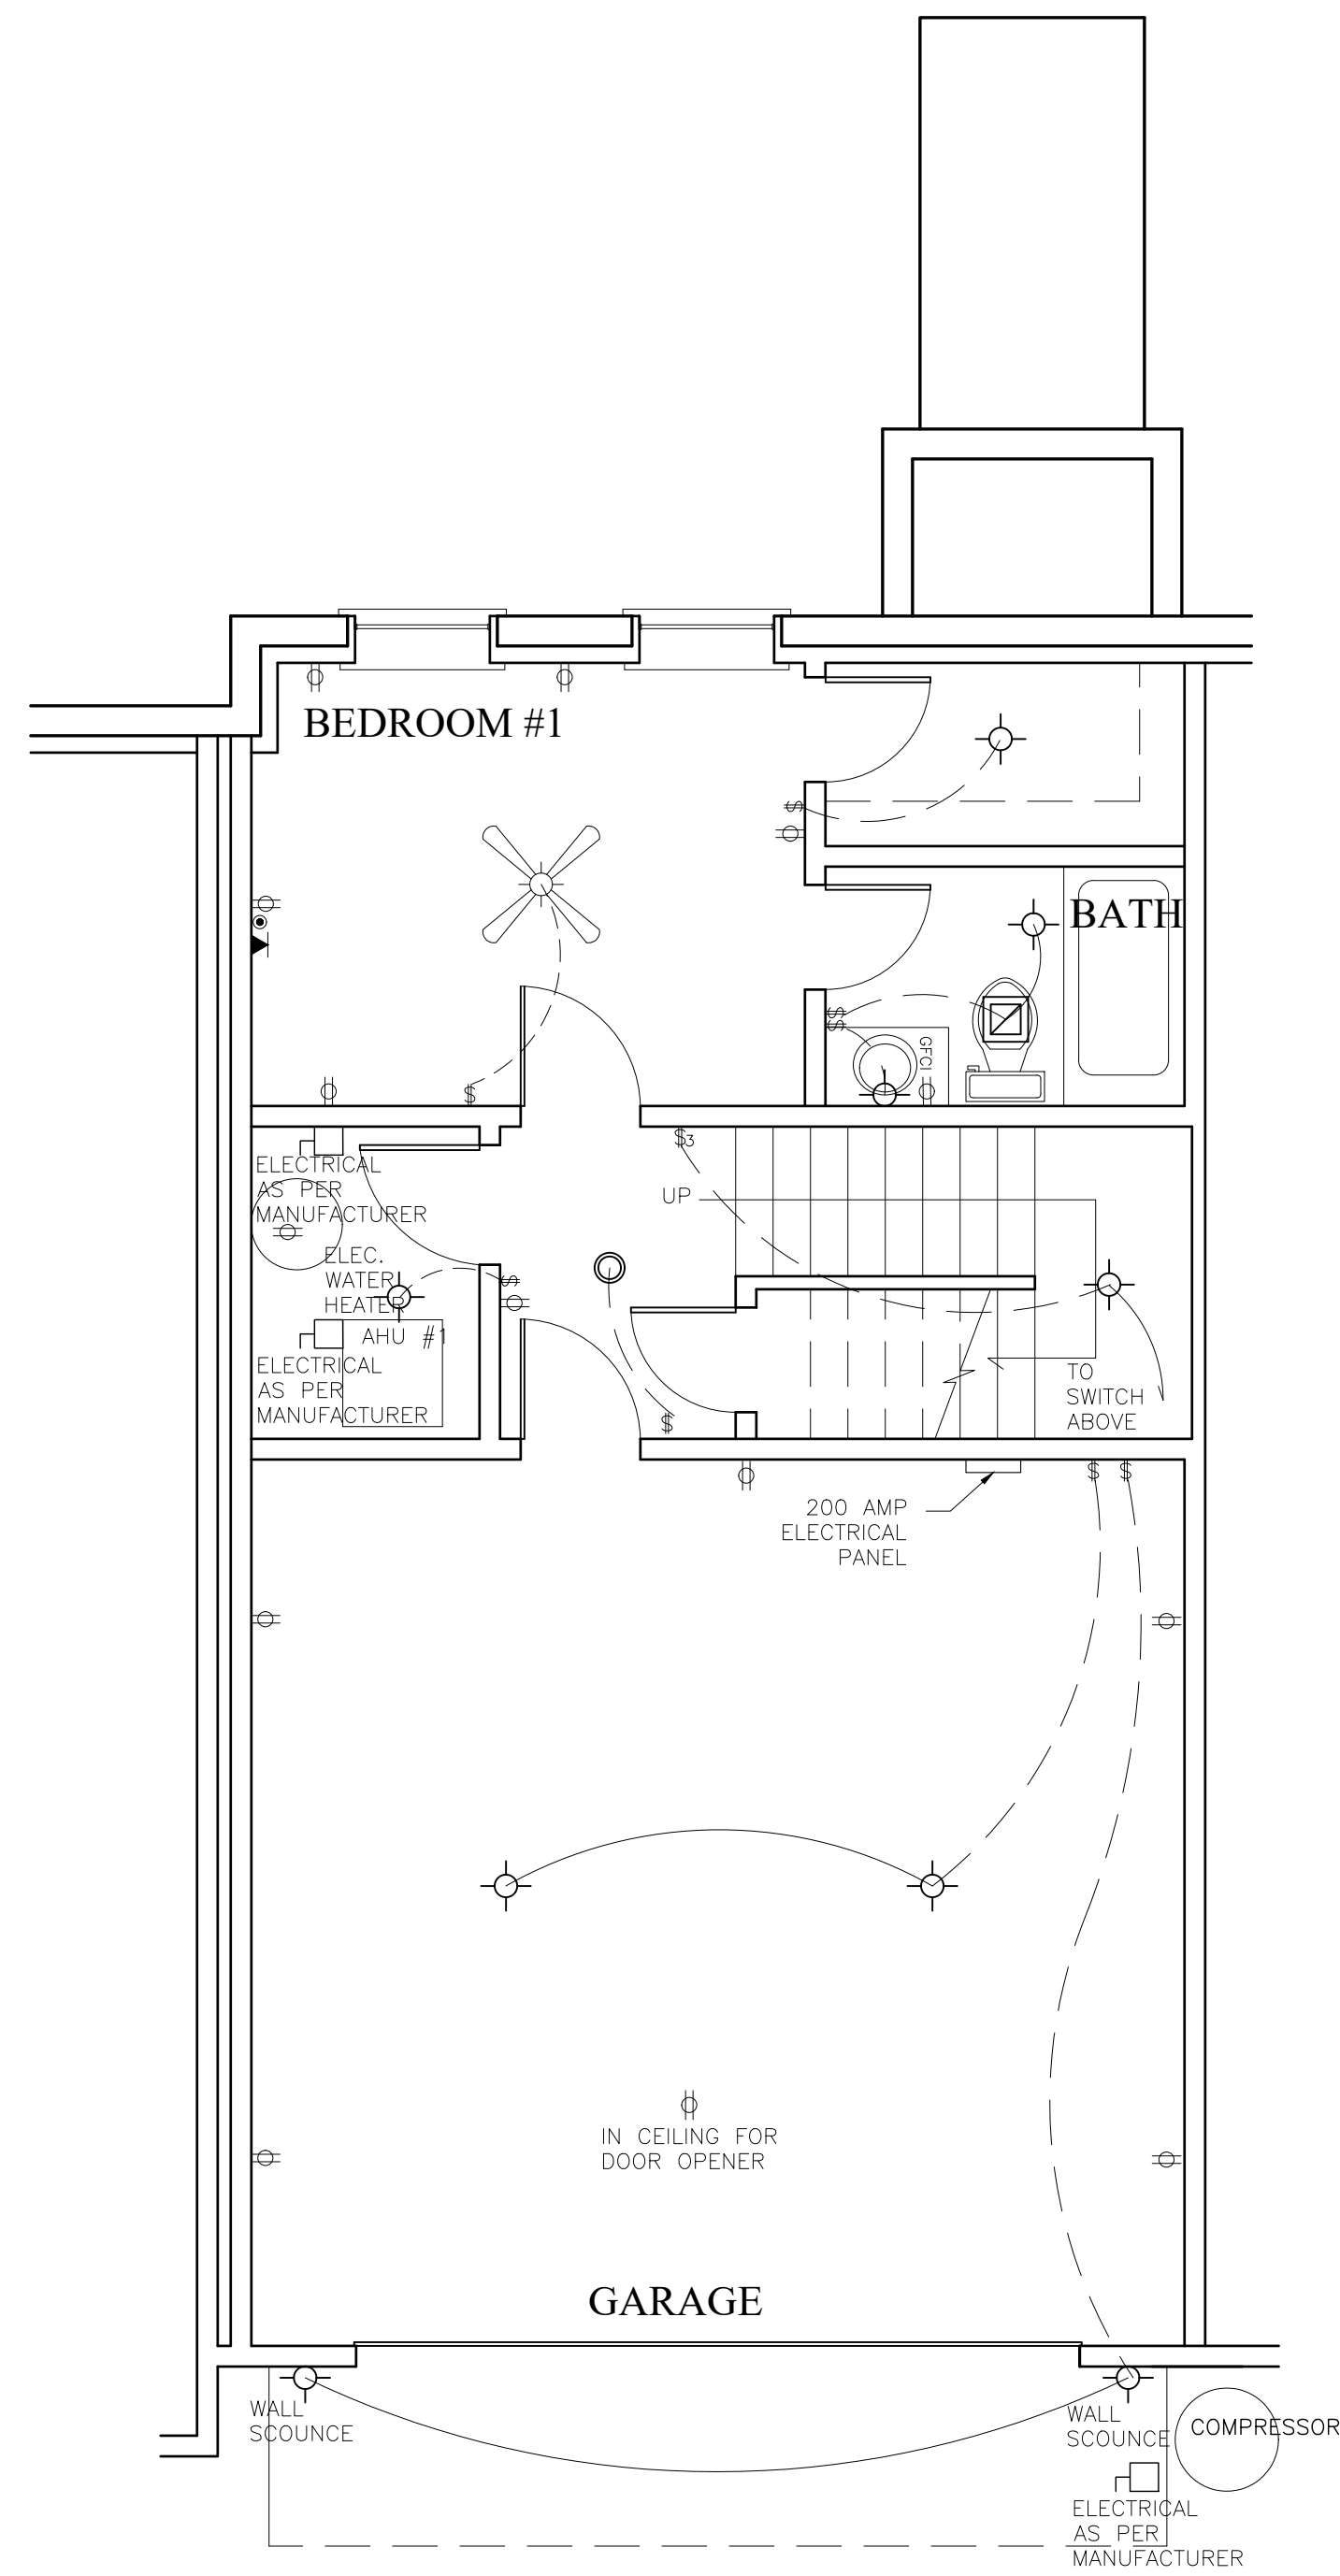 BEDROOM #1
$
BATH
$
$
GFCI
$
$3
ELECTRICAL
AS PER
MANUFACTURER
UP
ELEC.
WATER
HEATER
$
AHU #1
ELECTRICAL
AS PER
MANUFACTURER
TO
SWITCH
ABOVE
$
$ $
200 AMP
ELECTRICAL
PANEL
IN CEILING FOR
DOOR OPENER
GARAGE
WALL
SCOUNCE
WALL
SCOUNCE
COMPRESSOR
ELECTRICAL
AS PER
MANUFACTURER